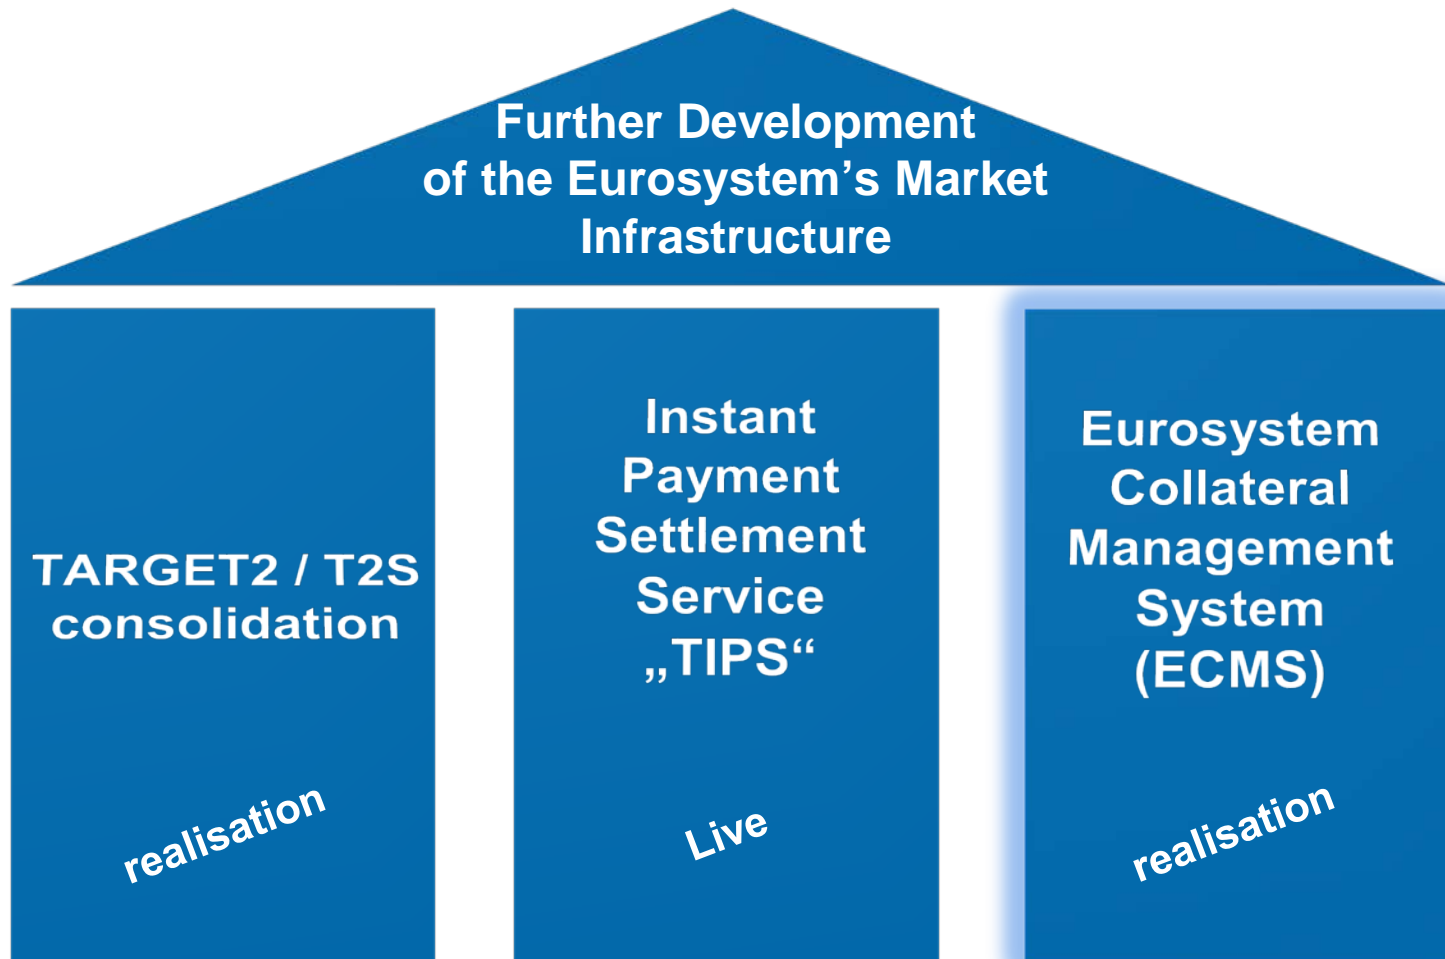 Further Development
of the Eurosystem’s Market
Infrastructure
TARGET2 / T2S
consolidation
realisation
Instant
Payment
Settlement
Service
„TIPS“
Live
Eurosystem
Collateral
Management
System
(ECMS)
realisation